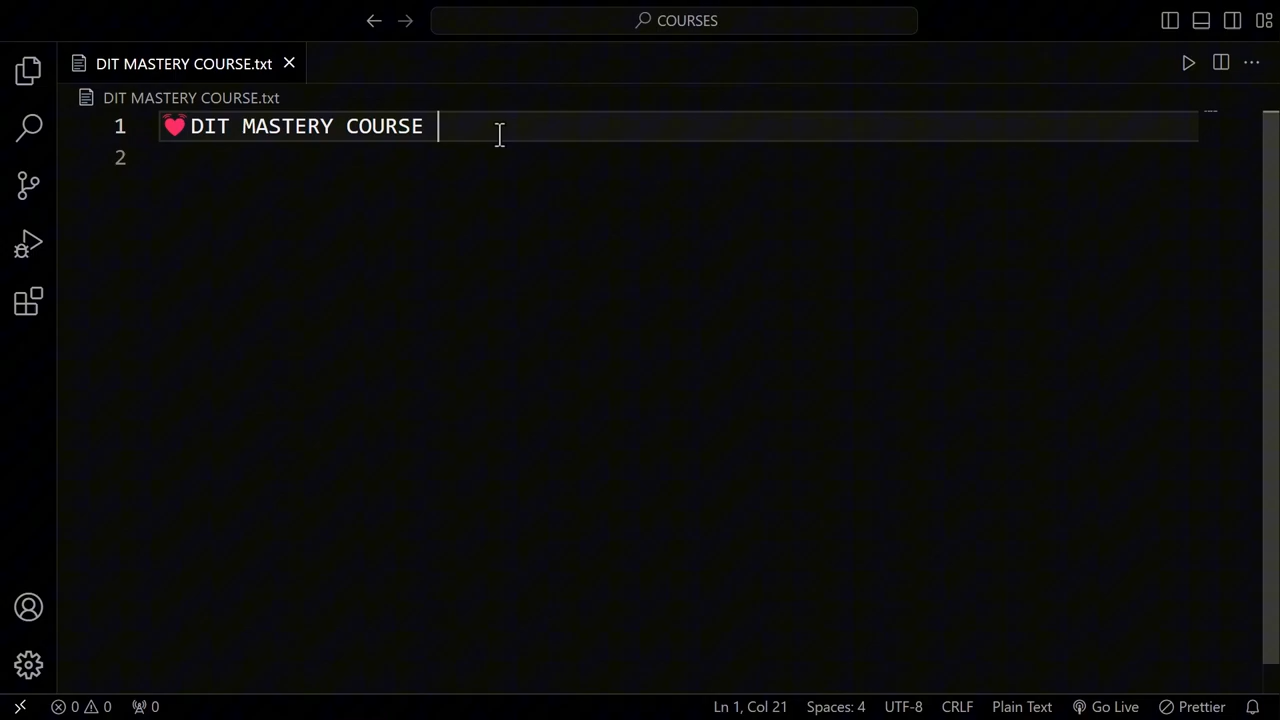 COURSES
DIT MASTERY COURSE.txt
DIT MASTERY COURSE.txt
1 💓DIT MASTERY COURSE
2
0 0 0 Ln 1, Col 21 Spaces: 4 UTF-8 CRLF Plain Text Go Live Prettier